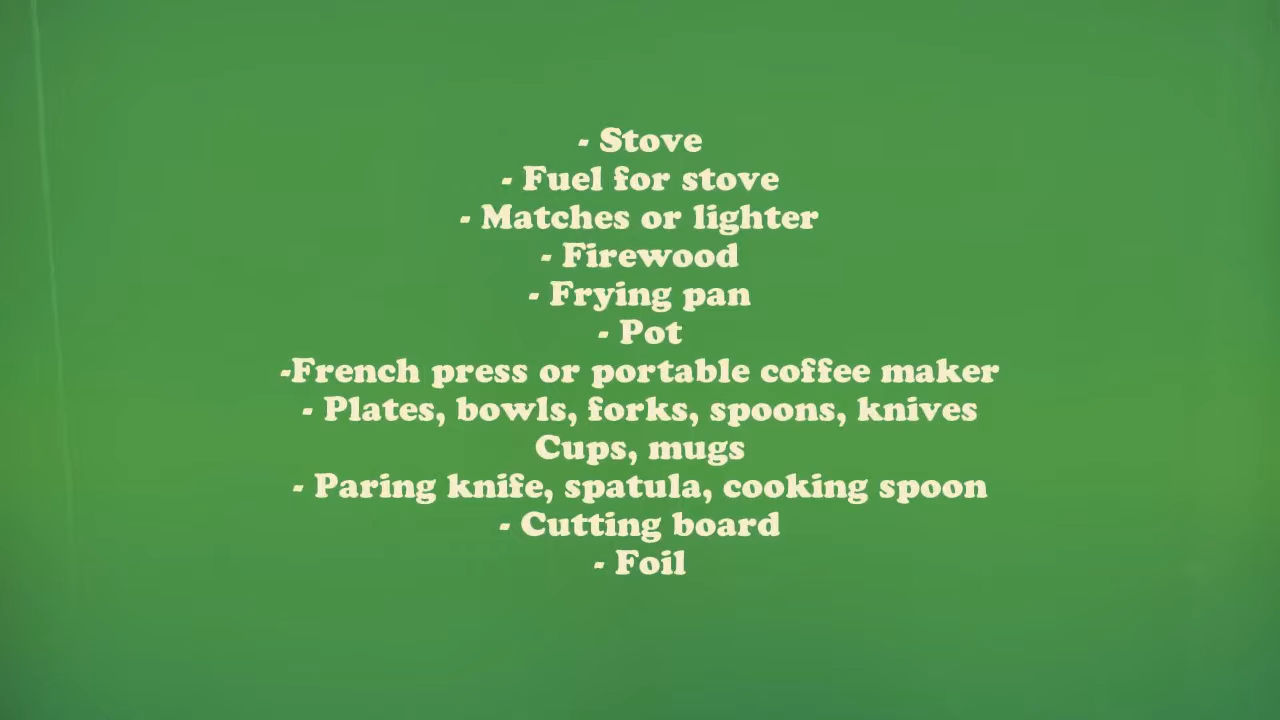 - Stove
- Fuel for stove
- Matches or lighter
- Firewood
- Frying pan
- Pot
-French press or portable coffee maker
- Plates, bowls, forks, spoons, knives
Cups, mugs
- Paring knife, spatula, cooking spoon
- Cutting board
- Foil